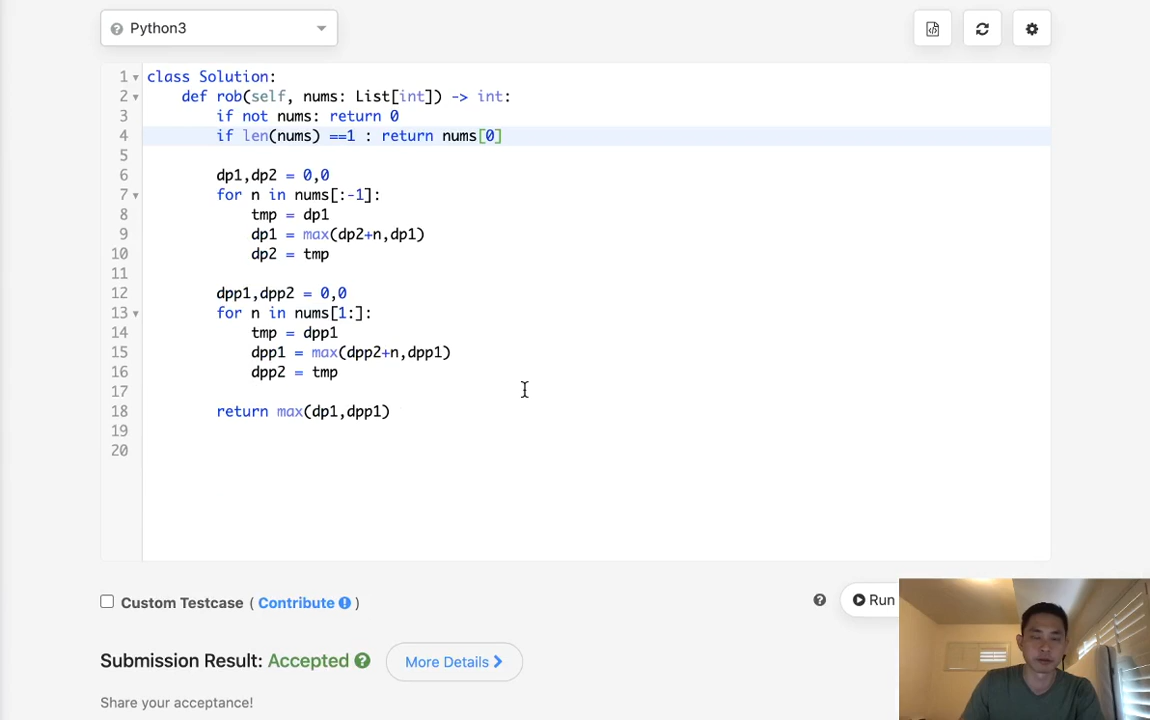 Python3
1 class Solution:
2 def rob(self, nums: List[int]) -> int:
3 if not nums: return 0
4 if len(nums) ==1 : return nums[0]
5
6 dp1,dp2 = 0,0
7 for n in nums[:-1]:
8 tmp = dp1
9 dp1 = max(dp2+n,dp1)
10 dp2 = tmp
11
12 dpp1,dpp2 = 0,0
13 for n in nums[1:]:
14 tmp = dpp1
15 dpp1 = max(dpp2+n,dpp1)
16 dpp2 = tmp
17
18 return max(dp1,dpp1)
19
20
Custom Testcase ( Contribute )
Run
Submission Result: Accepted More Details
Share your acceptance!